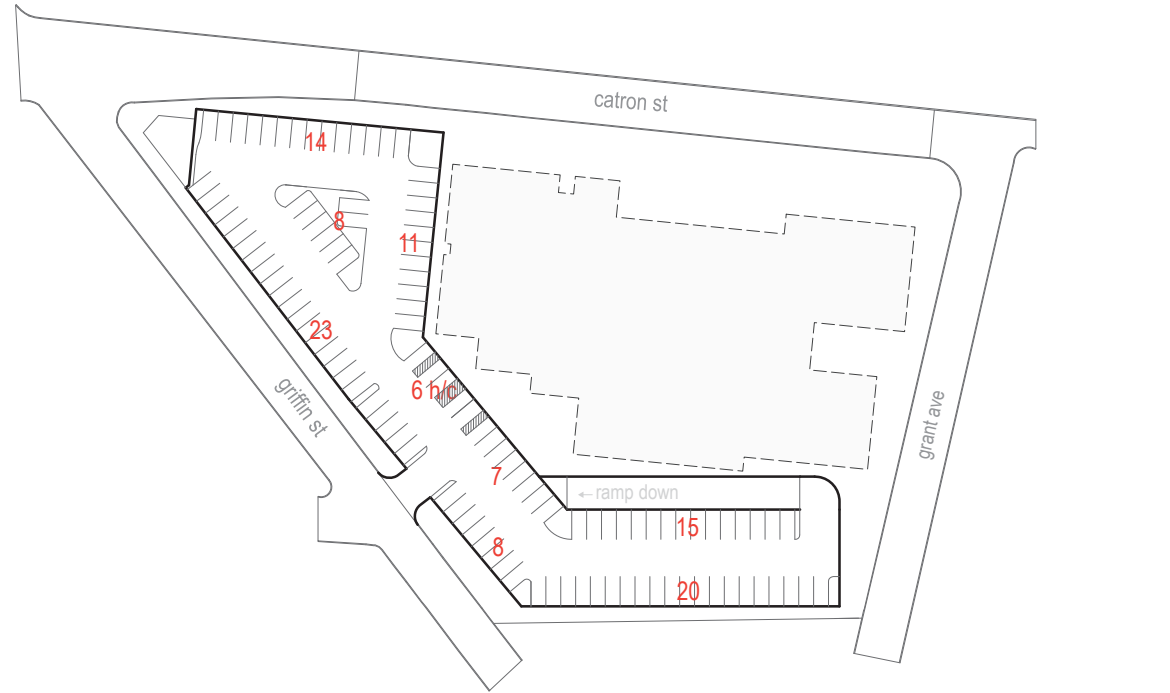 catron st
14
8
11
23
6 h/c
griffin st
grant ave
7
←ramp down
15
8
20